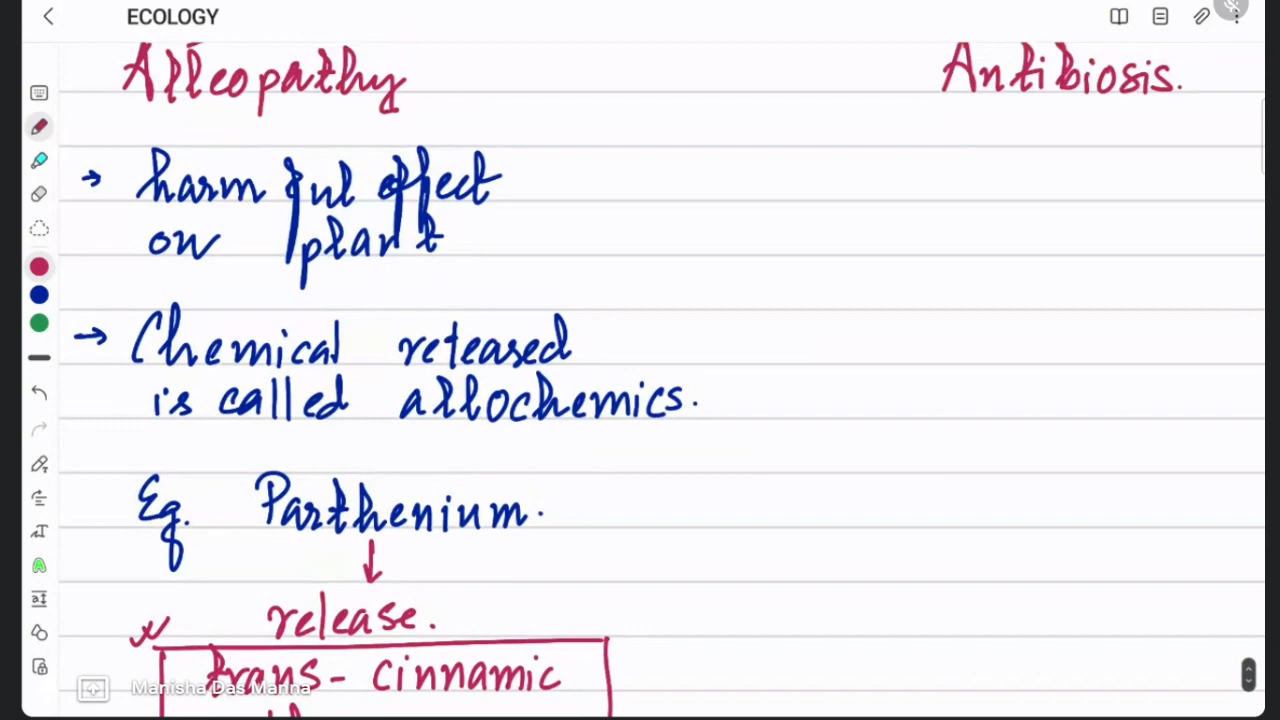 ECOLOGY
Alleopathy
Antibiosis.
→ harmful effect
on plant
→ Chemical released
is called allochemics.
Eg. Parthenium.
↓
release.
trans - cinnamic
Manisha Das Manna